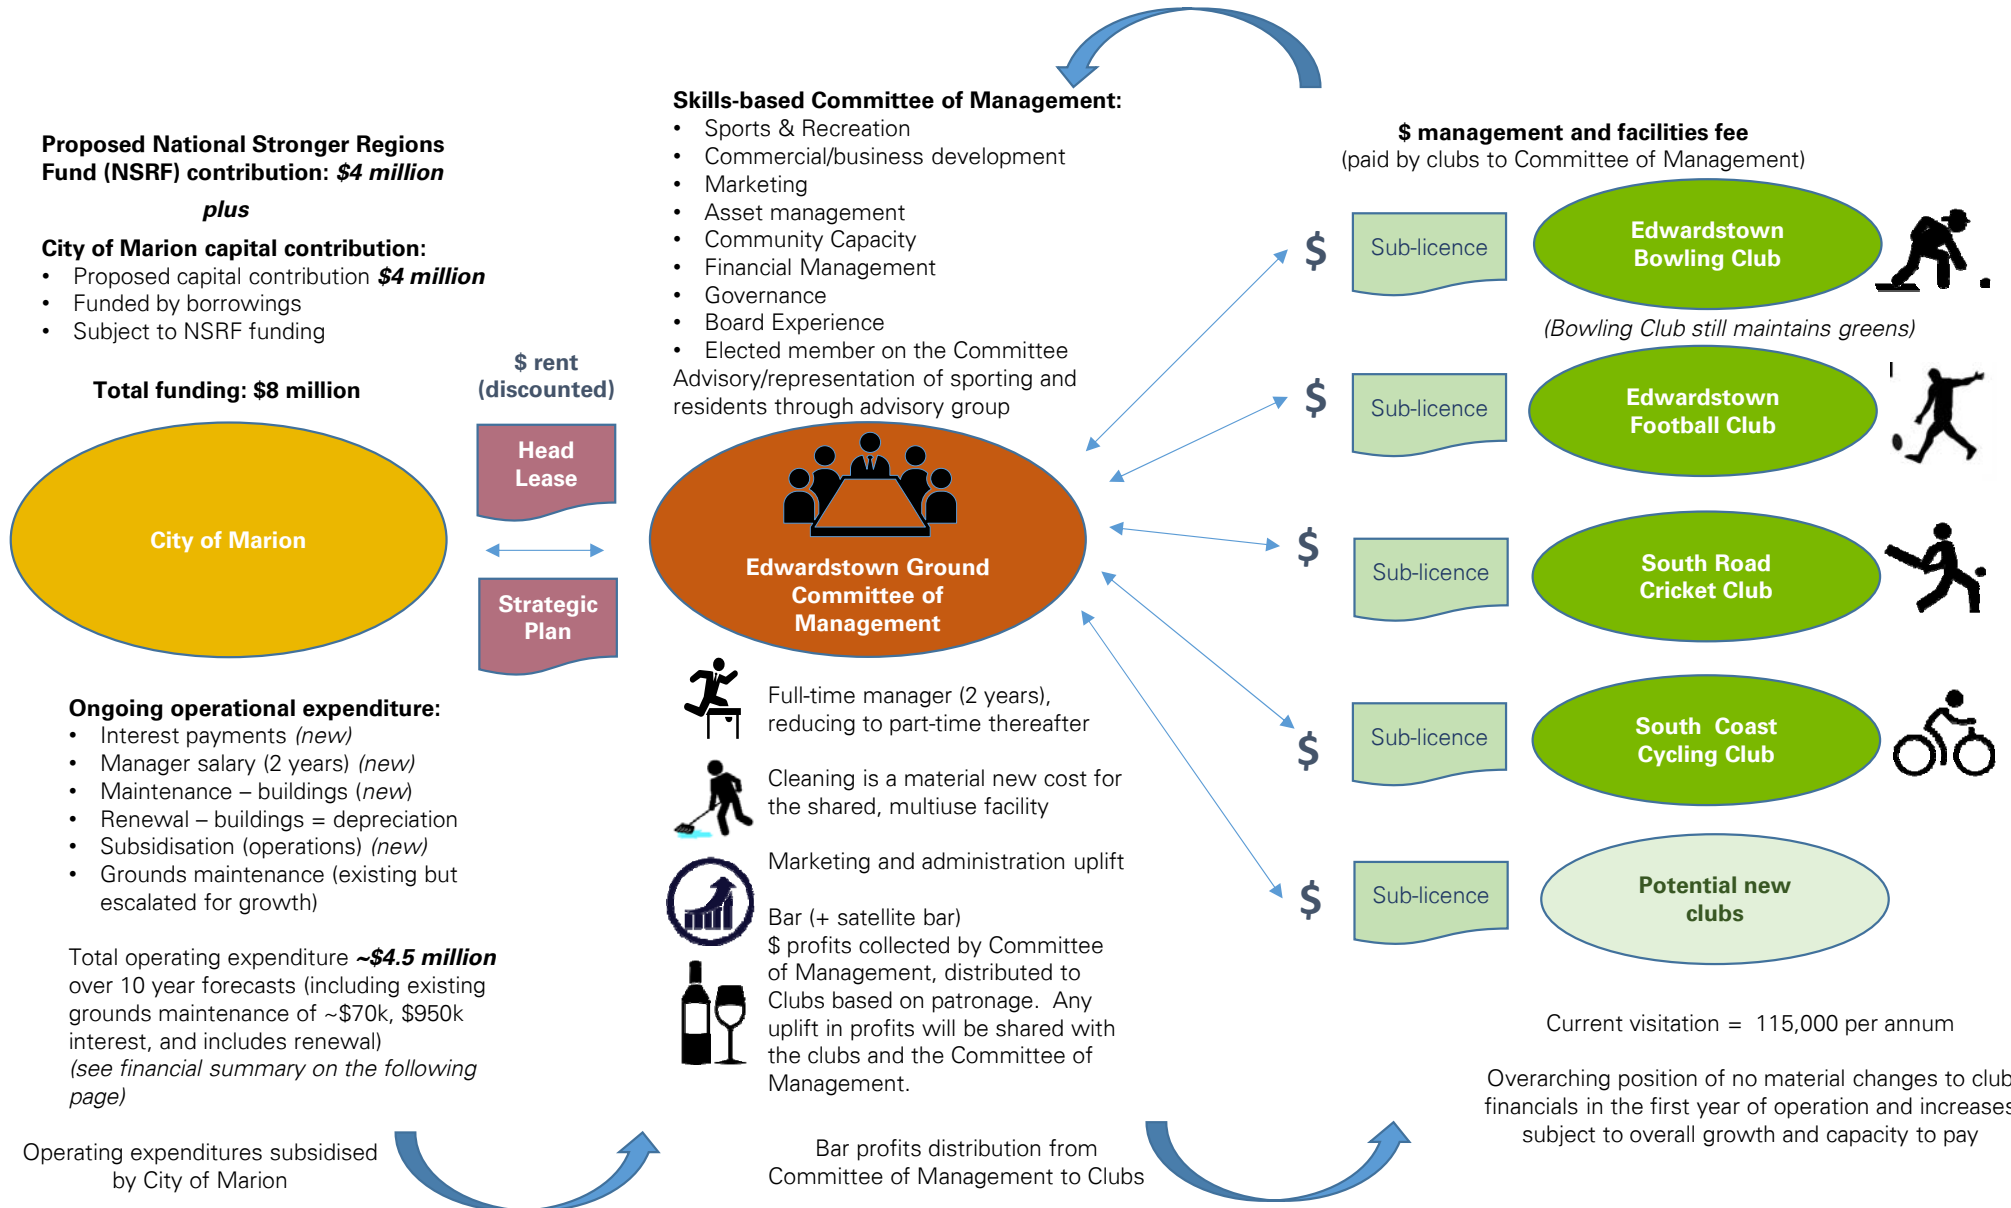 Proposed National Stronger Regions
Fund (NSRF) contribution: $4 million
plus
City of Marion capital contribution:
• Proposed capital contribution $4 million
• Funded by borrowings
• Subject to NSRF funding
Total funding: $8 million
City of Marion
Ongoing operational expenditure:
• Interest payments (new)
• Manager salary (2 years) (new)
• Maintenance – buildings (new)
• Renewal – buildings = depreciation
• Subsidisation (operations) (new)
• Grounds maintenance (existing but
escalated for growth)
Total operating expenditure ~$4.5 million
over 10 year forecasts (including existing
grounds maintenance of ~$70k, $950k
interest, and includes renewal)
(see financial summary on the following
page)
Operating expenditures subsidised
by City of Marion
$ rent
(discounted)
Head
Lease
Strategic
Plan
Skills-based Committee of Management:
• Sports & Recreation
• Commercial/business development
• Marketing
• Asset management
• Community Capacity
• Financial Management
• Governance
• Board Experience
• Elected member on the Committee
Advisory/representation of sporting and
residents through advisory group
Edwardstown Ground
Committee of
Management
Full-time manager (2 years),
reducing to part-time thereafter
Cleaning is a material new cost for
the shared, multiuse facility
Marketing and administration uplift
Bar (+ satellite bar)
$ profits collected by Committee
of Management, distributed to
Clubs based on patronage. Any
uplift in profits will be shared with
the clubs and the Committee of
Management.
Bar profits distribution from
Committee of Management to Clubs
$ management and facilities fee
(paid by clubs to Committee of Management)
$
Sub-licence
Edwardstown
Bowling Club
(Bowling Club still maintains greens)
$
Sub-licence
Edwardstown
Football Club
$
Sub-licence
South Road
Cricket Club
$
Sub-licence
South Coast
Cycling Club
$
Sub-licence
Potential new
clubs
Current visitation = 115,000 per annum
Overarching position of no material changes to club
financials in the first year of operation and increases
subject to overall growth and capacity to pay